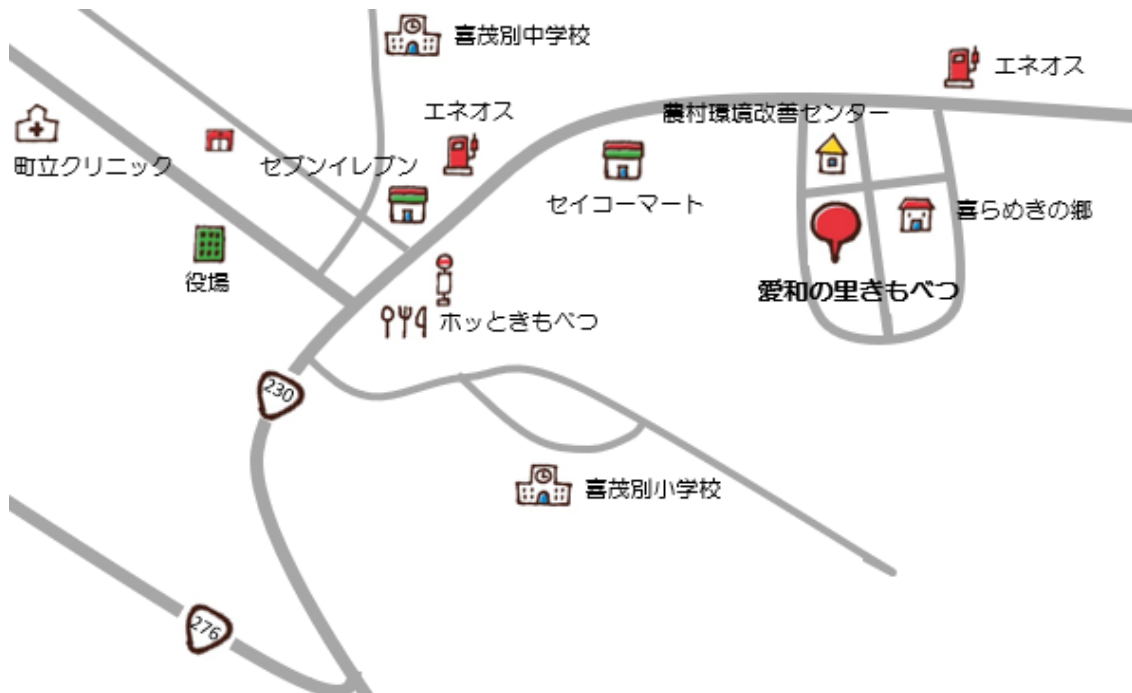 喜茂別中学校
エネオス
エネオス
農村環境改善センター
町立クリニック
セブンイレブン
セイコーマート
喜らめきの郷
役場
愛和の里きもべつ
ホッときもべつ
230
喜茂別小学校
276